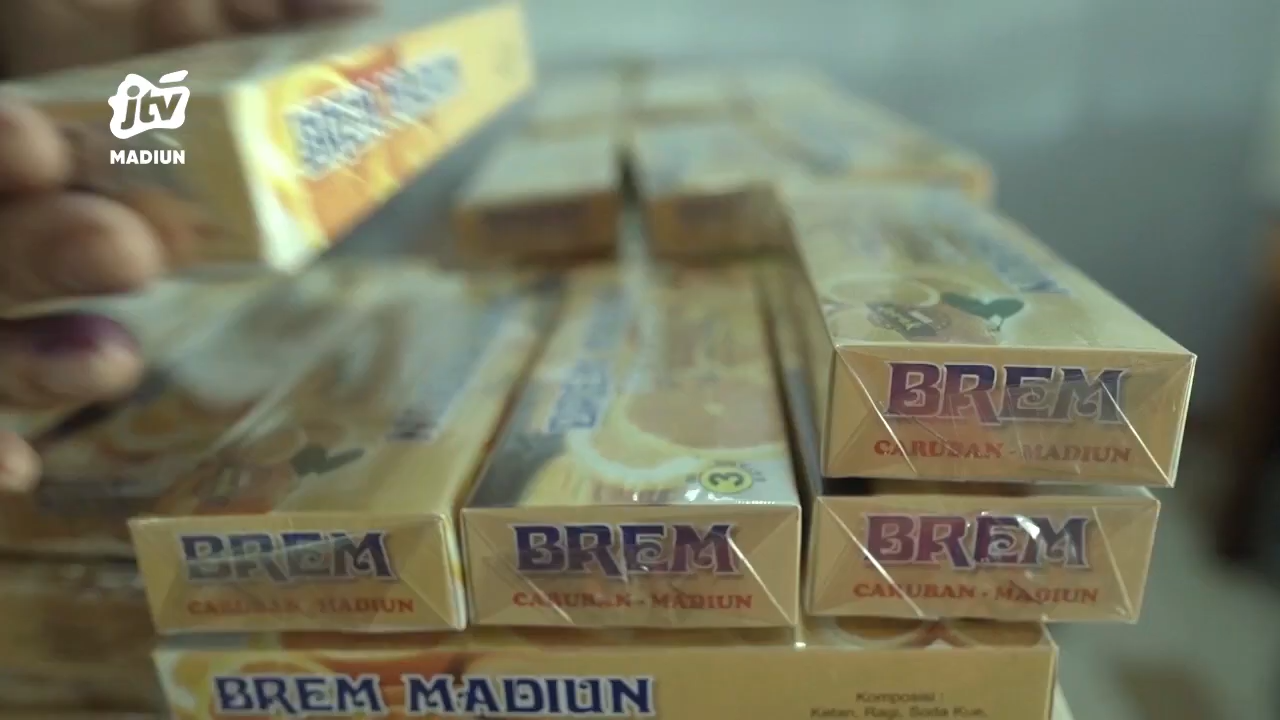 jtv
MADIUN
BREM
CARUBAN - MADIUN
BREM
CARUBAN - MADIUN
BREM
CARUBAN - MADIUN
BREM
CARUBAN - MADIUN
3
BREM MADIUN
Komposisi :
Ketan, Ragi, Soda Kue,